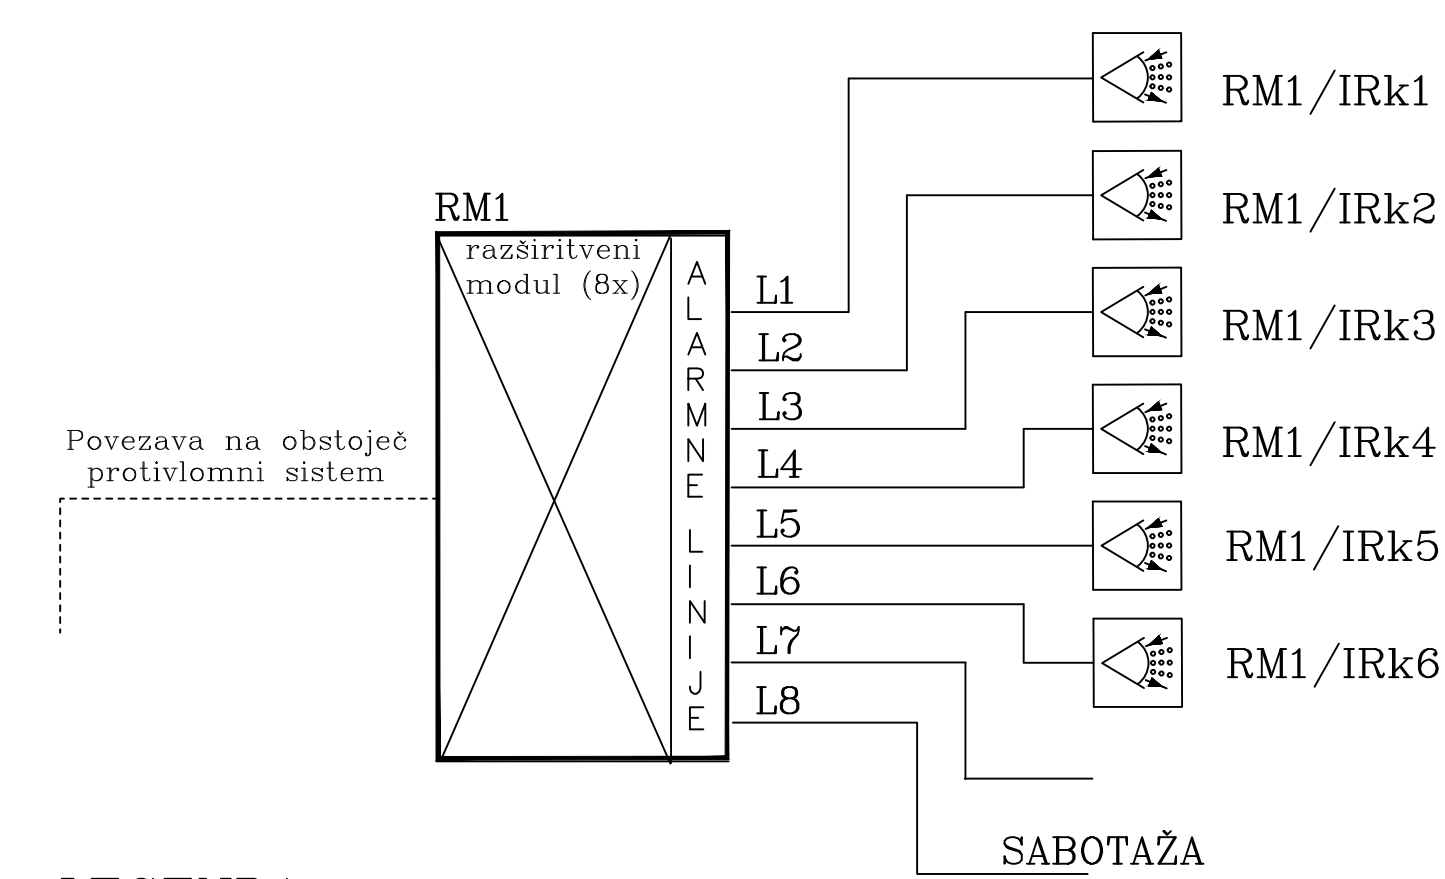 RM1/IRk1
RM1/IRk2
RM1
razširitveni
modul (8x)
ALARMNE LINIJE
L1
L2
L3
L4
L5
L6
L7
L8
RM1/IRk3
RM1/IRk4
RM1/IRk5
RM1/IRk6
Povezava na obstoječ
protivlomni sistem
SABOTAŽA